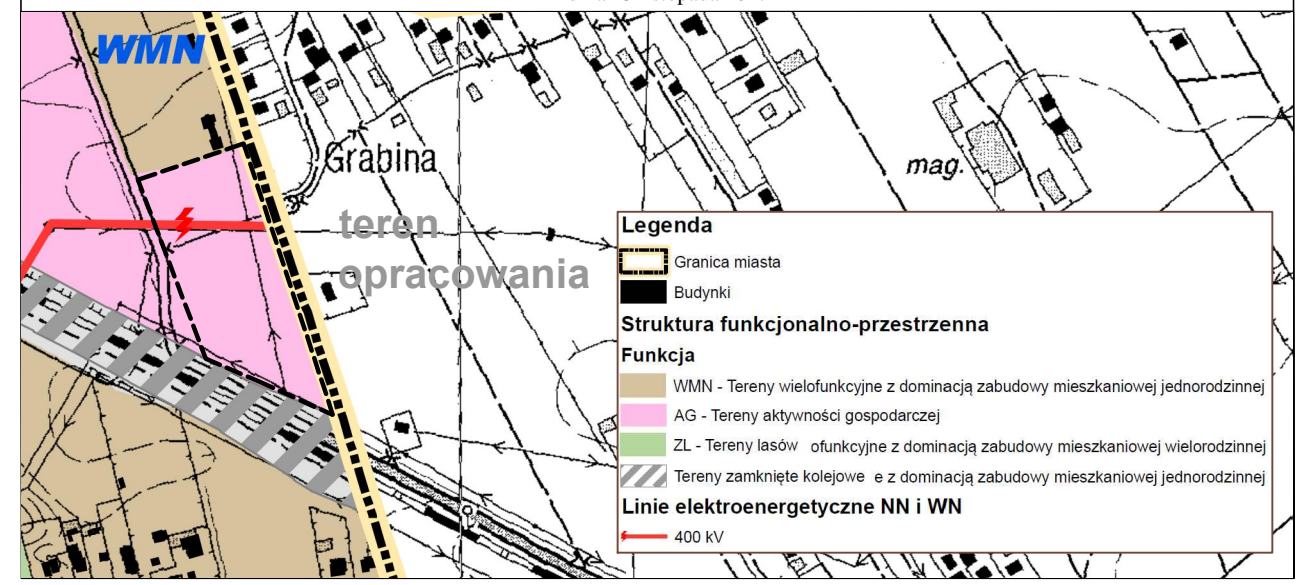 WMN
Grabina
mag.
teren
opracowania
Legenda
Granica miasta
Budynki
Struktura funkcjonalno-przestrzenna
Funkcja
WMN - Tereny wielofunkcyjne z dominacją zabudowy mieszkaniowej jednorodzinnej
AG - Tereny aktywności gospodarczej
ZL - Tereny lasów ofunkcyjne z dominacją zabudowy mieszkaniowej wielorodzinnej
Tereny zamknięte kolejowe e z dominacją zabudowy mieszkaniowej jednorodzinnej
Linie elektroenergetyczne NN i WN
400 kV